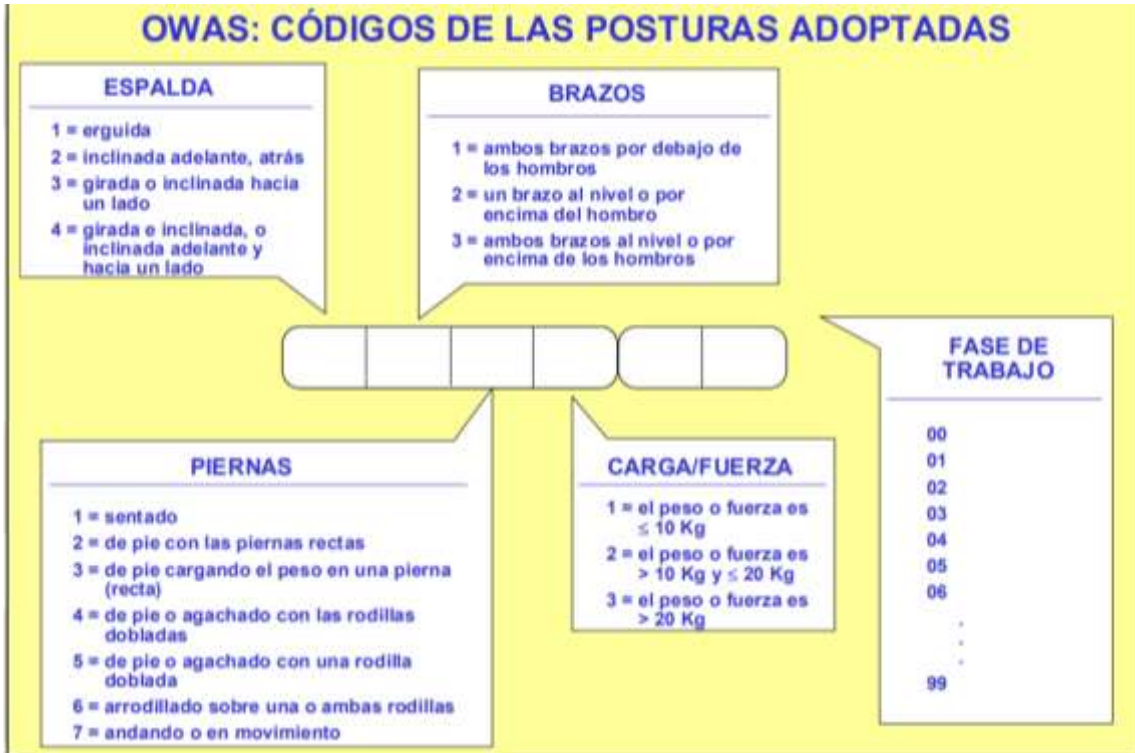 OWAS: CÓDIGOS DE LAS POSTURAS ADOPTADAS
ESPALDA
1 = erguida
2 = inclinada adelante, atrás
3 = girada o inclinada hacia
un lado
4 = girada e inclinada, o
inclinada adelante y
hacia un lado
BRAZOS
1 = ambos brazos por debajo de
los hombros
2 = un brazo al nivel o por
encima del hombro
3 = ambos brazos al nivel o por
encima de los hombros
PIERNAS
1 = sentado
2 = de pie con las piernas rectas
3 = de pie cargando el peso en una pierna
(recta)
4 = de pie o agachado con las rodillas
dobladas
5 = de pie o agachado con una rodilla
doblada
6 = arrodillado sobre una o ambas rodillas
7 = andando o en movimiento
CARGA/FUERZA
1 = el peso o fuerza es
≤ 10 Kg
2 = el peso o fuerza es
> 10 Kg y ≤ 20 Kg
3 = el peso o fuerza es
> 20 Kg
FASE DE
TRABAJO
00
01
02
03
04
05
06
.
.
.
99